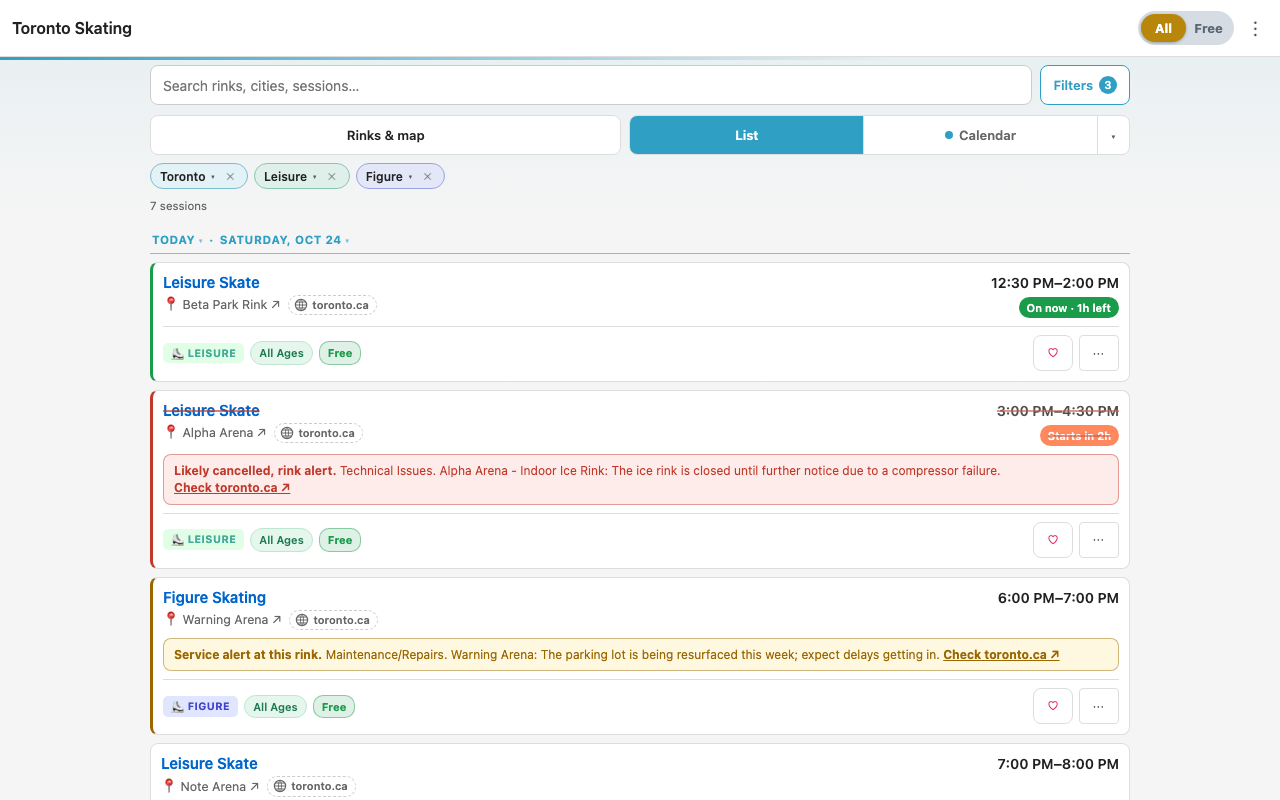 Toronto Skating
All Free
Search rinks, cities, sessions...
Filters 3
Rinks & map
List
Calendar
Toronto
Leisure
Figure
7 sessions
TODAY · SATURDAY, OCT 24
Leisure Skate 12:30 PM–2:00 PM
Beta Park Rink ↗ toronto.ca On now · 1h left
LEISURE All Ages Free
Leisure Skate 3:00 PM–4:30 PM
Alpha Arena ↗ toronto.ca Starts in 2h
Likely cancelled, rink alert. Technical Issues. Alpha Arena - Indoor Ice Rink: The ice rink is closed until further notice due to a compressor failure.
Check toronto.ca ↗
LEISURE All Ages Free
Figure Skating 6:00 PM–7:00 PM
Warning Arena ↗ toronto.ca
Service alert at this rink. Maintenance/Repairs. Warning Arena: The parking lot is being resurfaced this week; expect delays getting in. Check toronto.ca ↗
FIGURE All Ages Free
Leisure Skate 7:00 PM–8:00 PM
Note Arena ↗ toronto.ca